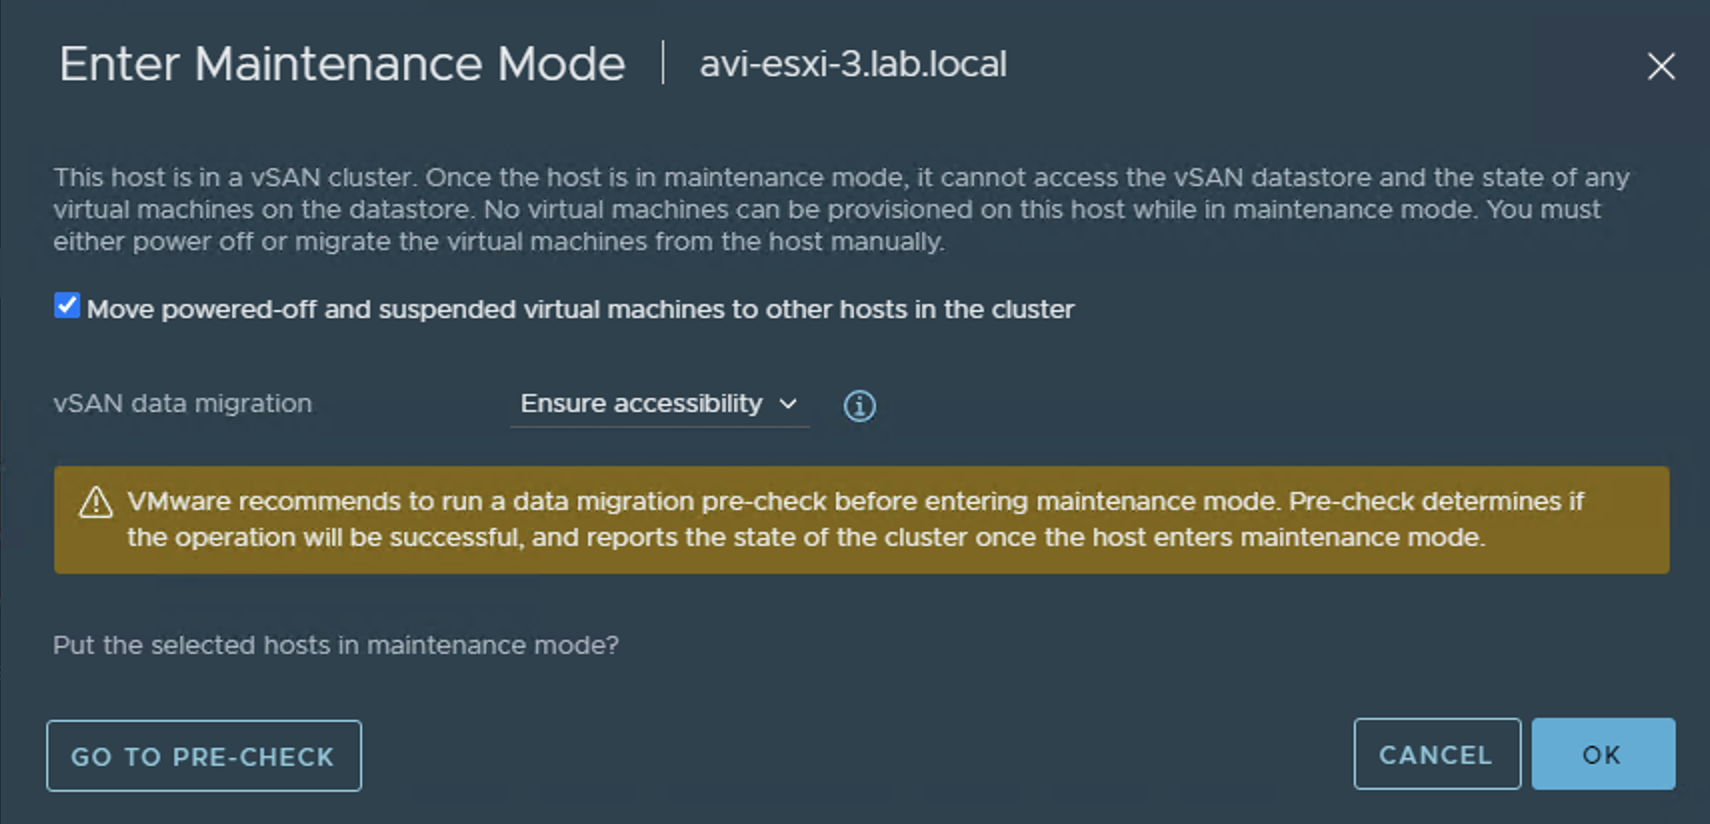 Enter Maintenance Mode | avi-esxi-3.lab.local
This host is in a vSAN cluster. Once the host is in maintenance mode, it cannot access the vSAN datastore and the state of any
virtual machines on the datastore. No virtual machines can be provisioned on this host while in maintenance mode. You must
either power off or migrate the virtual machines from the host manually.
Move powered-off and suspended virtual machines to other hosts in the cluster
vSAN data migration Ensure accessibility
VMware recommends to run a data migration pre-check before entering maintenance mode. Pre-check determines if
the operation will be successful, and reports the state of the cluster once the host enters maintenance mode.
Put the selected hosts in maintenance mode?
GO TO PRE-CHECK CANCEL OK